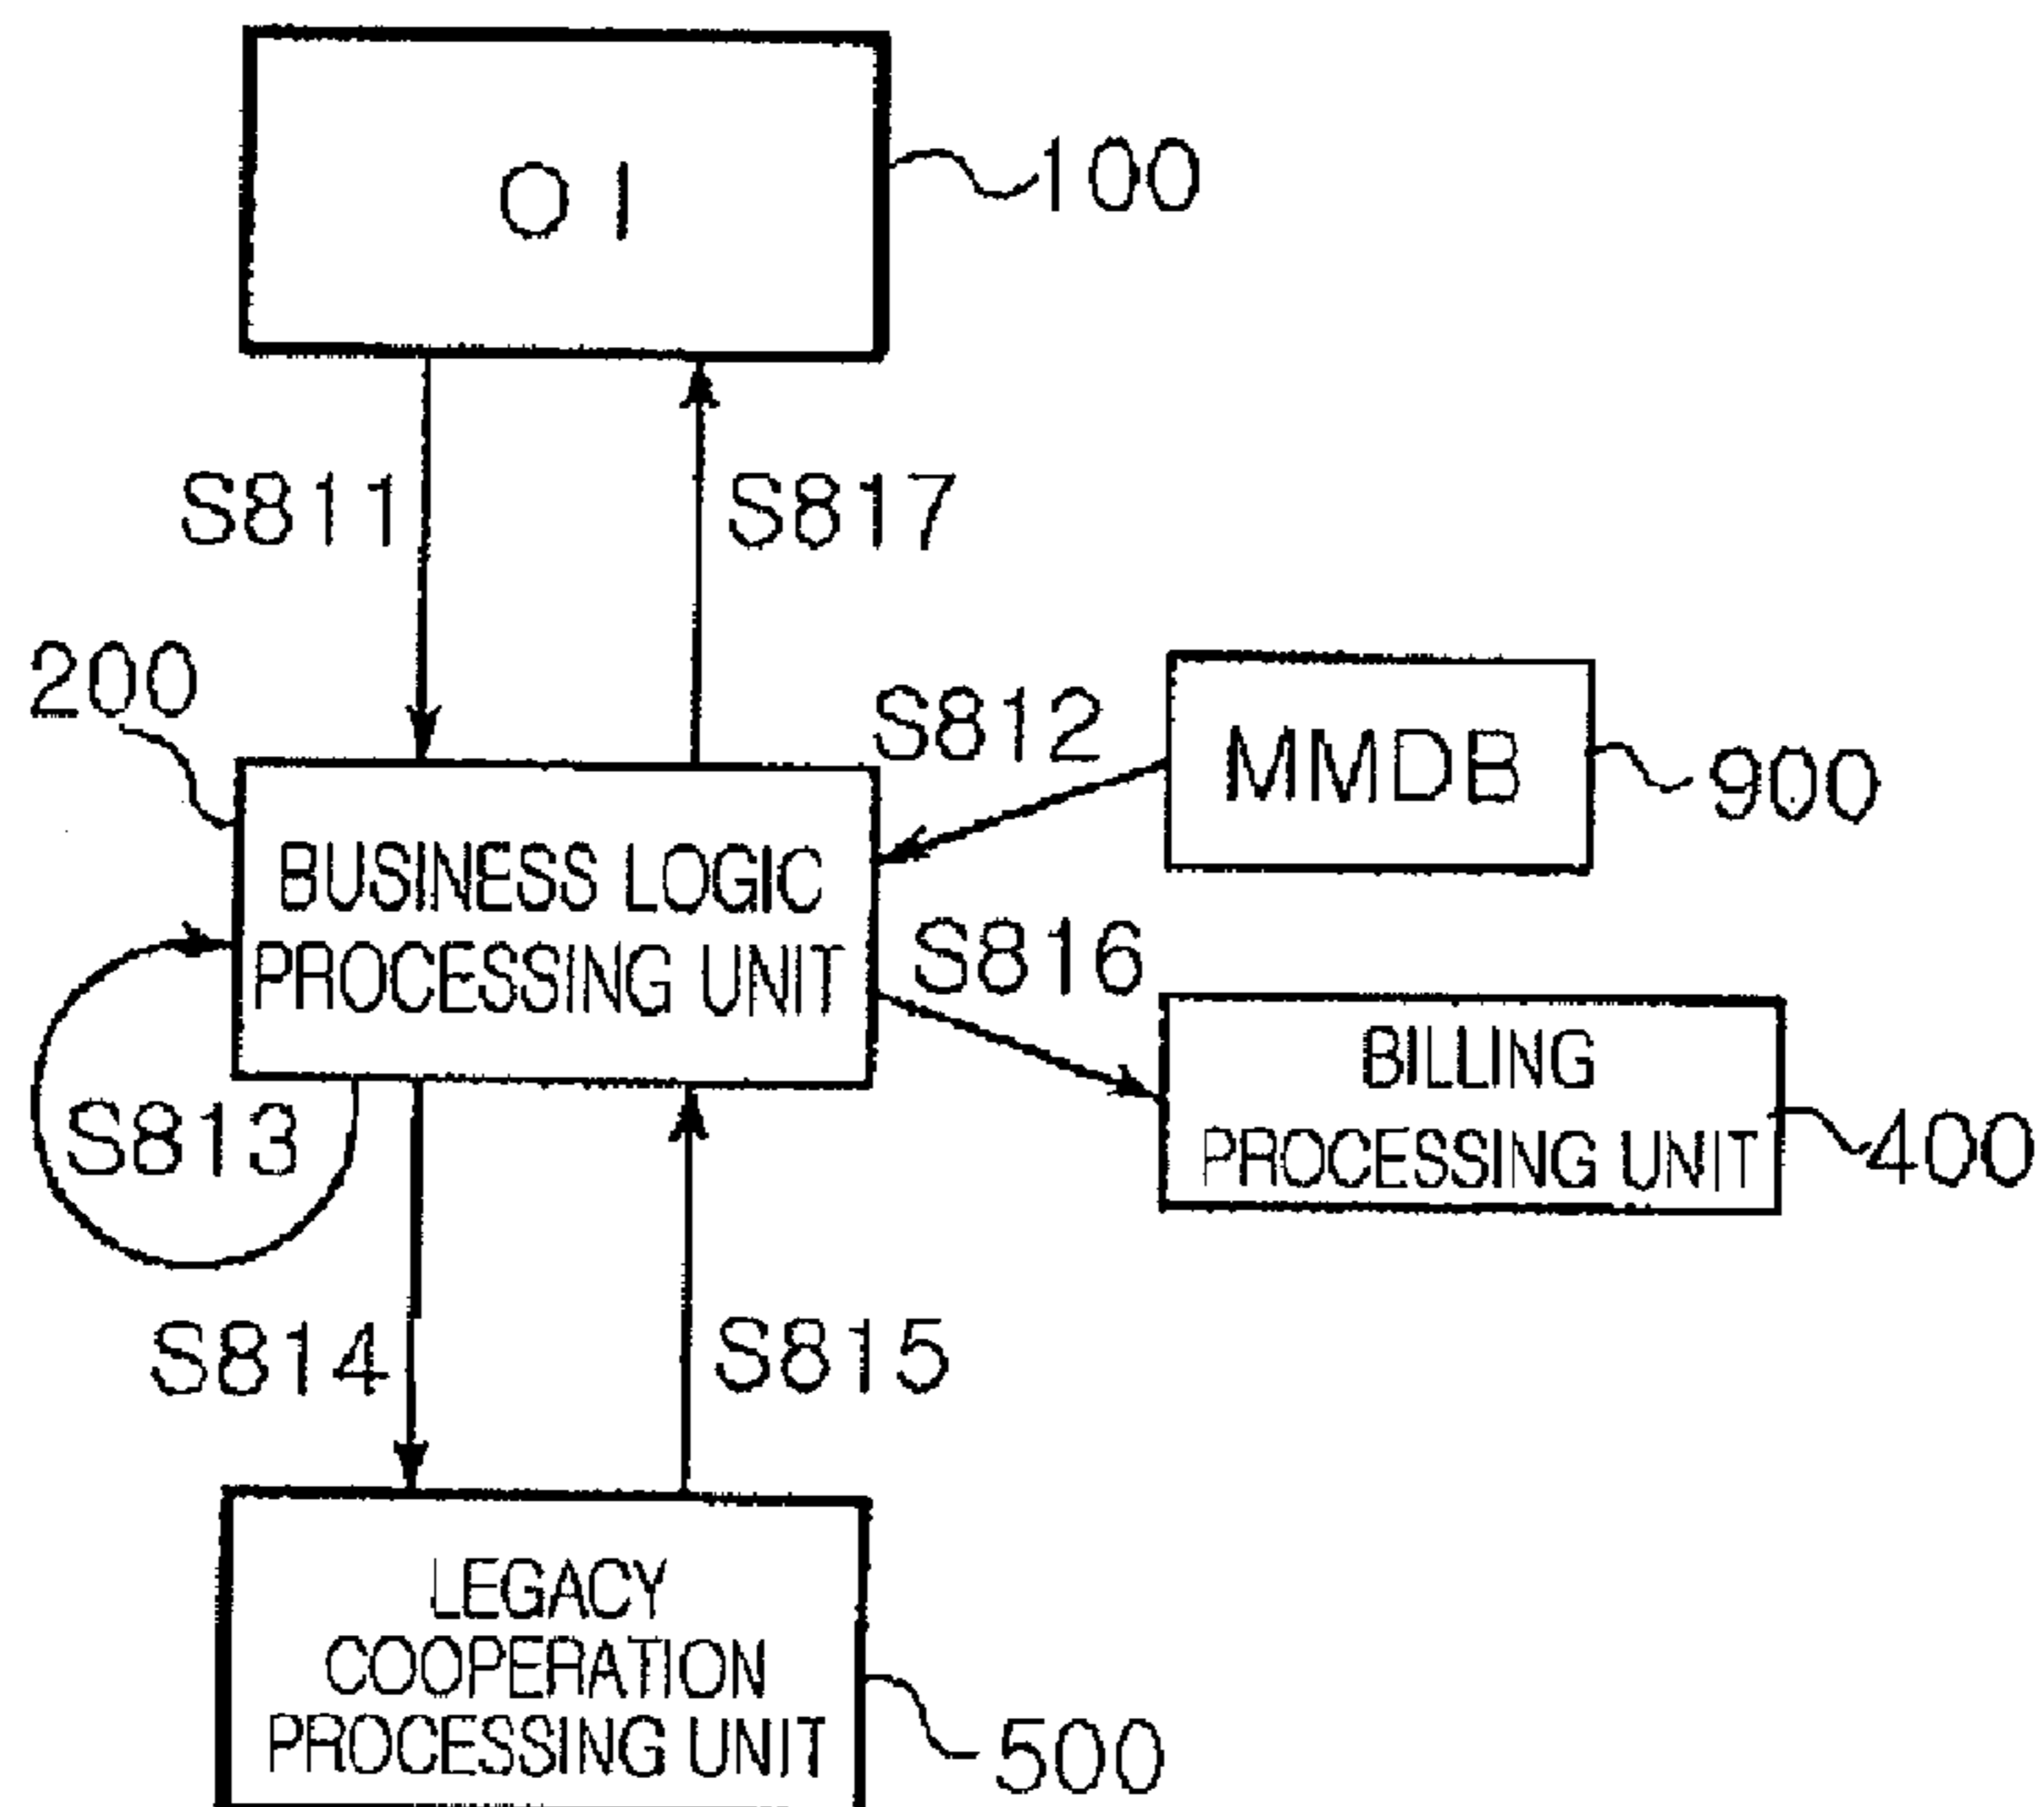 O I
100
S811
S817
200
S812
MMDB
900
BUSINESS LOGIC
PROCESSING UNIT
S816
BILLING
PROCESSING UNIT
400
S813
S814
S815
LEGACY
COOPERATION
PROCESSING UNIT
500